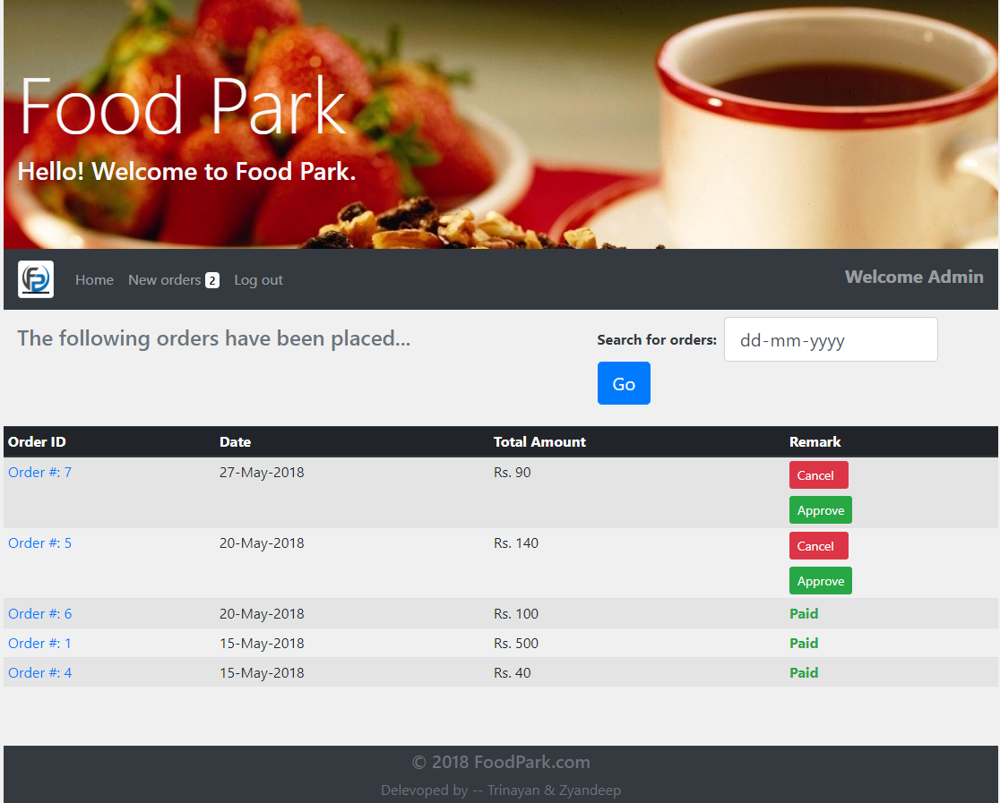 Food Park
Hello! Welcome to Food Park.
FP
Home New orders 2 Log out Welcome Admin
The following orders have been placed... Search for orders: dd-mm-yyyy
Go
Order ID Date Total Amount Remark
Order #: 7 27-May-2018 Rs. 90 Cancel
Approve
Order #: 5 20-May-2018 Rs. 140 Cancel
Approve
Order #: 6 20-May-2018 Rs. 100 Paid
Order #: 1 15-May-2018 Rs. 500 Paid
Order #: 4 15-May-2018 Rs. 40 Paid
© 2018 FoodPark.com
Delevoped by -- Trinayan & Zyandeep